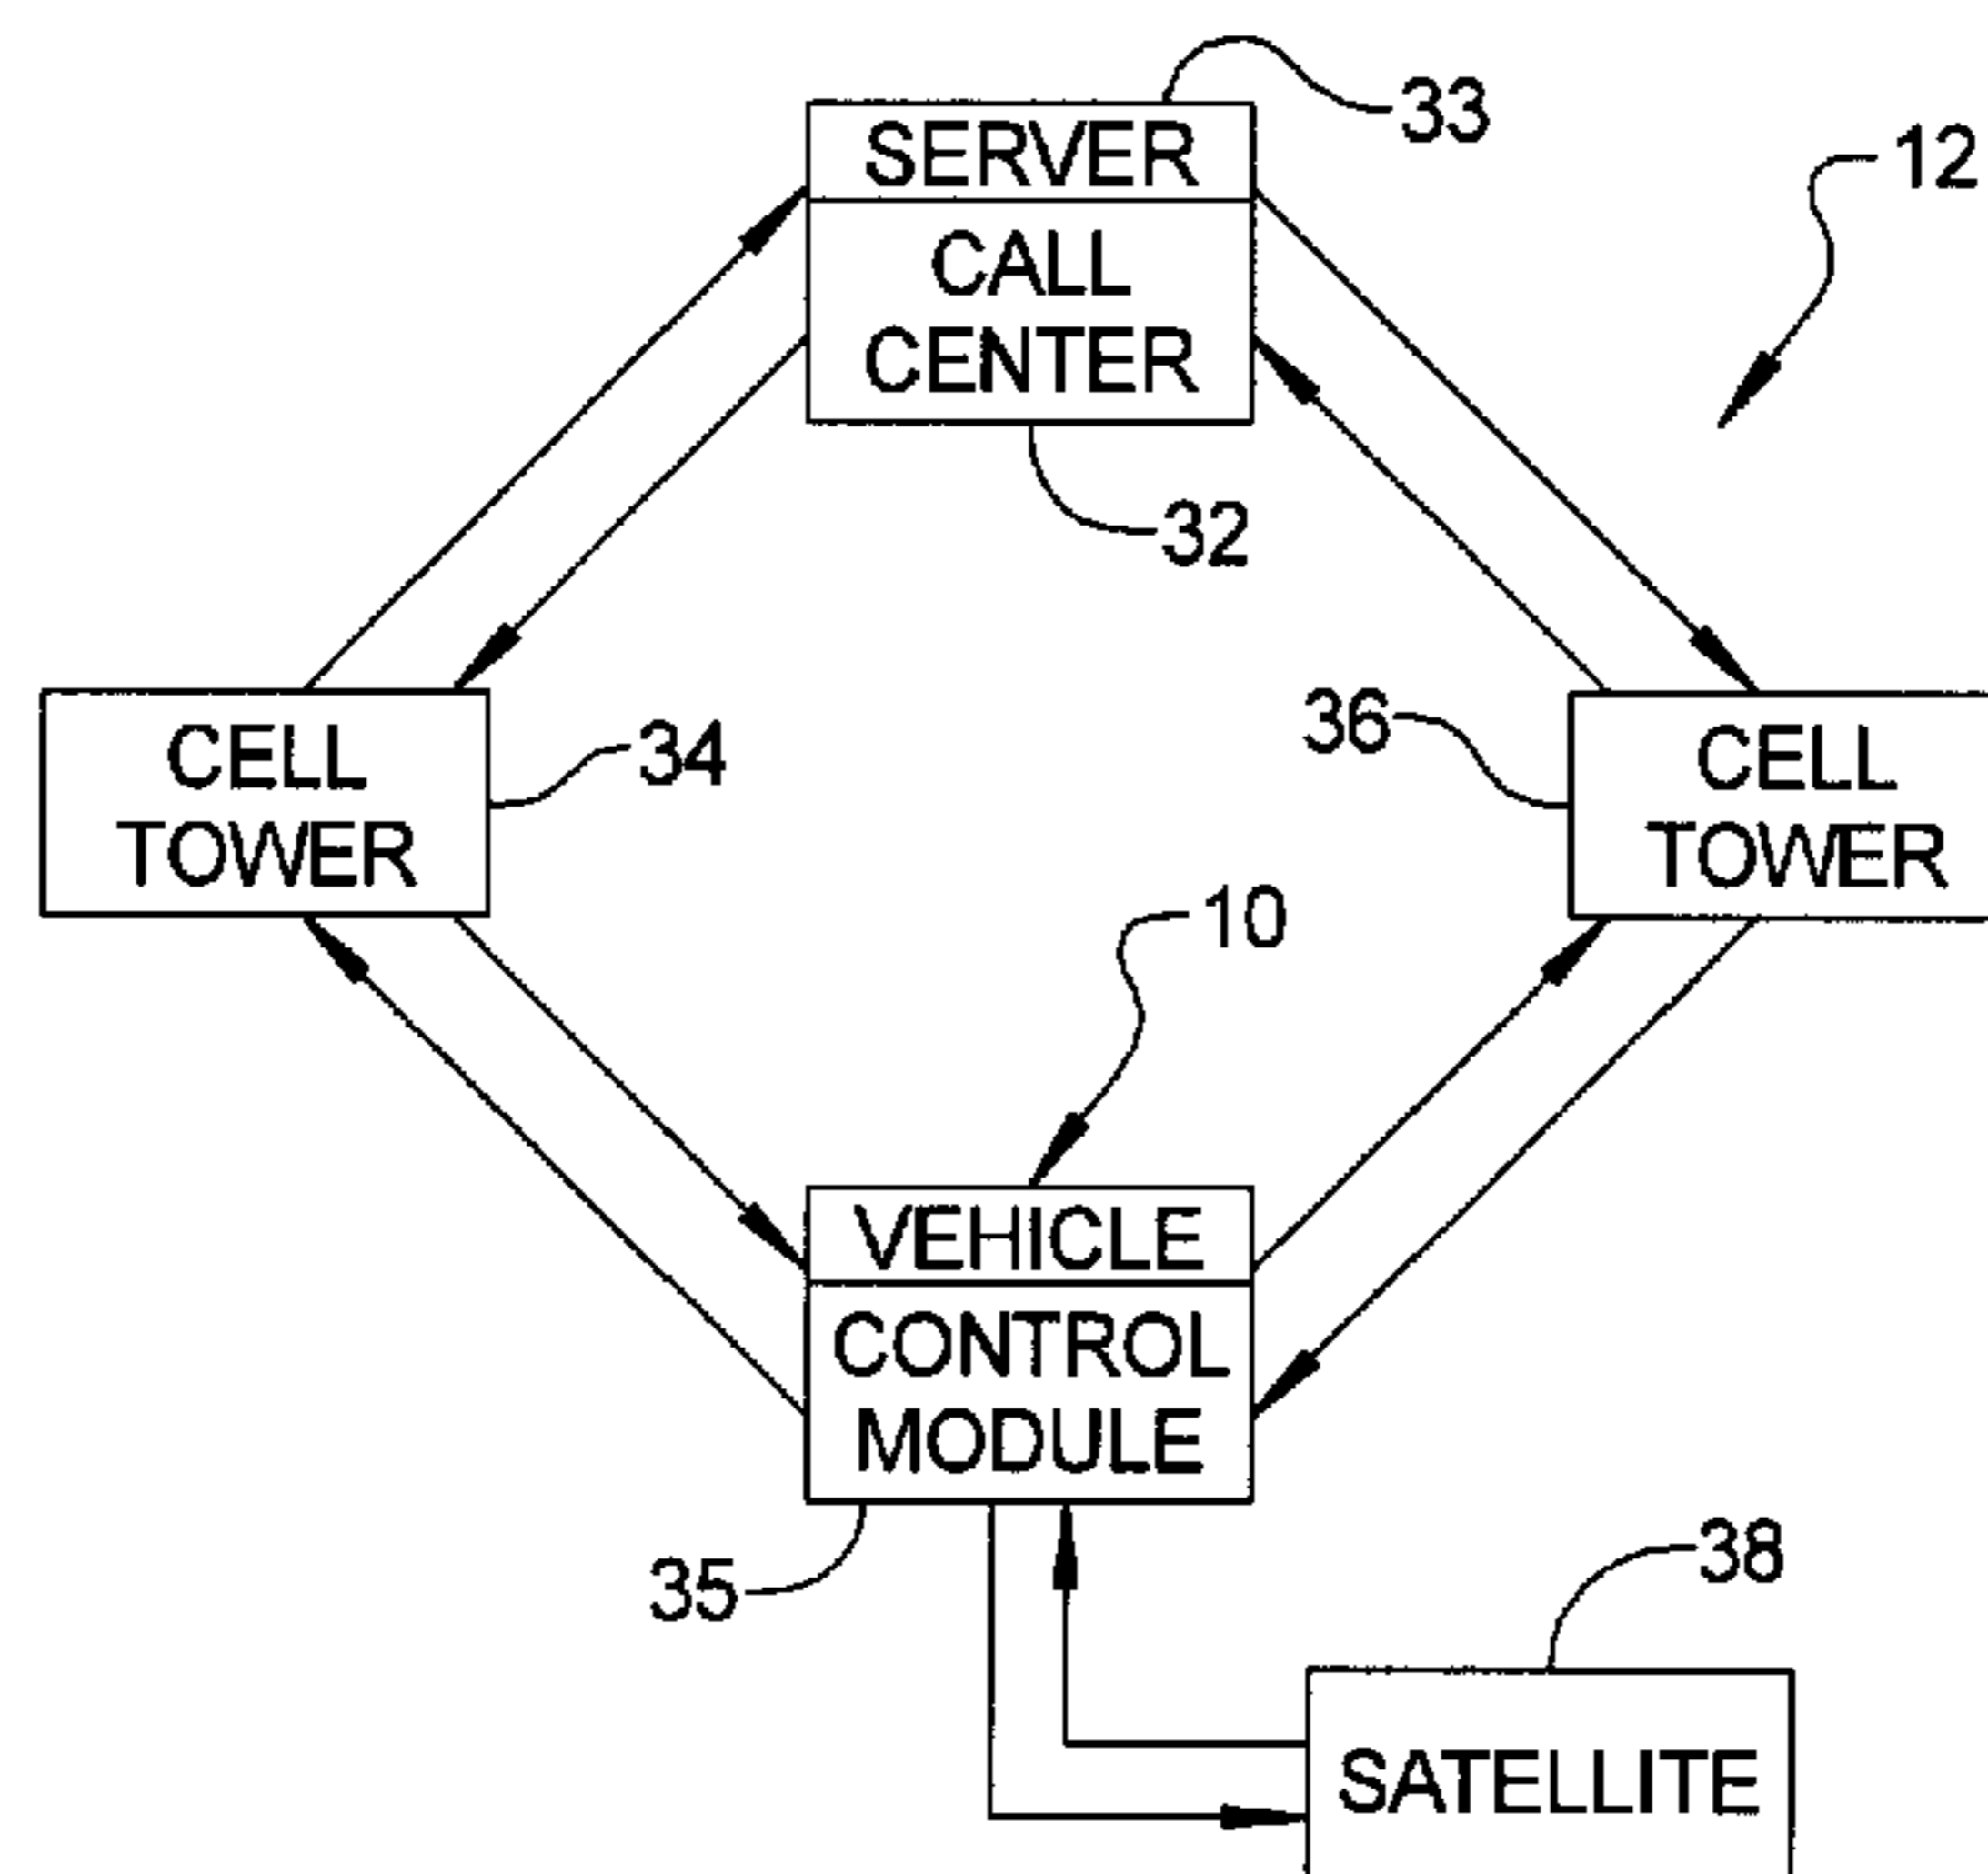 33
SERVER
12
CALL
CENTER
32
CELL
TOWER
34
36
CELL
TOWER
10
VEHICLE
CONTROL
MODULE
35
38
SATELLITE